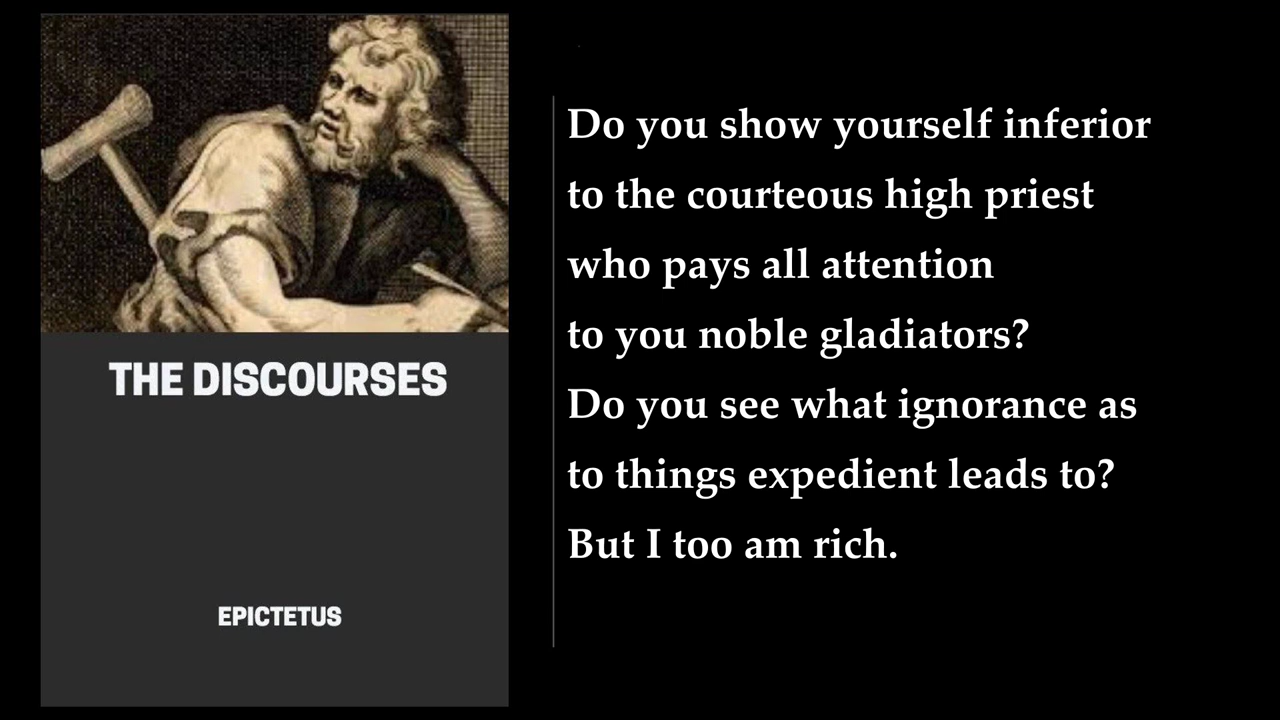 THE DISCOURSES
EPICTETUS
Do you show yourself inferior
to the courteous high priest
who pays all attention
to you noble gladiators?
Do you see what ignorance as
to things expedient leads to?
But I too am rich.